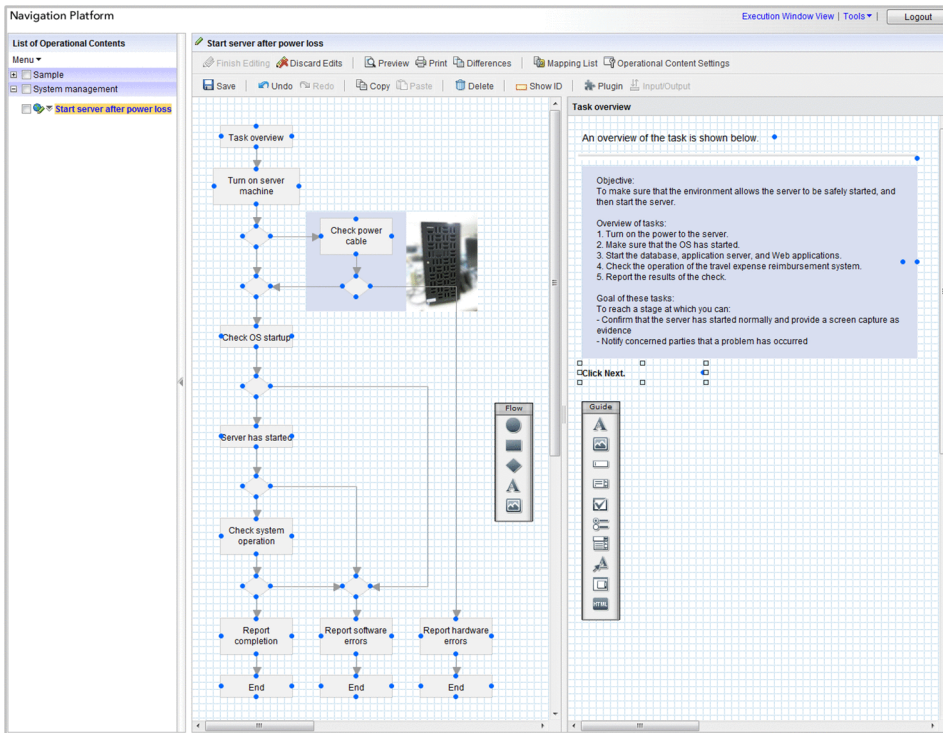 Navigation Platform
Execution Window View | Tools | Logout
List of Operational Contents
Menu
Sample
System management
Start server after power loss
Start server after power loss
Finish Editing Discard Edits Preview Print Differences Mapping List Operational Content Settings
Save Undo Redo Copy Paste Delete Show ID Plugin Input/Output
Task overview
Turn on server
machine
Check power
cable
Check OS startup
Server has started
Check system
operation
Report
completion
Report software
errors
Report hardware
errors
End
End
End
Flow
A
Task overview
An overview of the task is shown below.
Objective:
To make sure that the environment allows the server to be safely started, and
then start the server.
Overview of tasks:
1. Turn on the power to the server.
2. Make sure that the OS has started.
3. Start the database, application server, and Web applications.
4. Check the operation of the travel expense reimbursement system.
5. Report the results of the check.
Goal of these tasks:
To reach a stage at which you can:
- Confirm that the server has started normally and provide a screen capture as
evidence
- Notify concerned parties that a problem has occurred
Click Next.
Guide
A
A
HTML